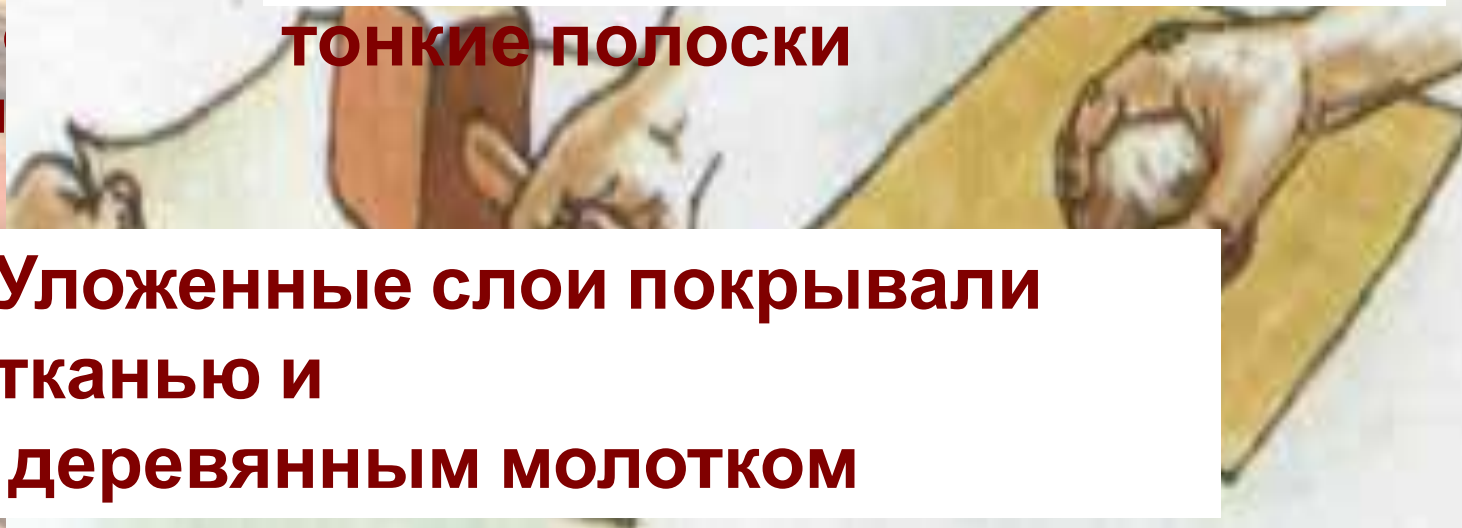 тонкие полоски
Уложенные слои покрывали
тканью и
деревянным молотком